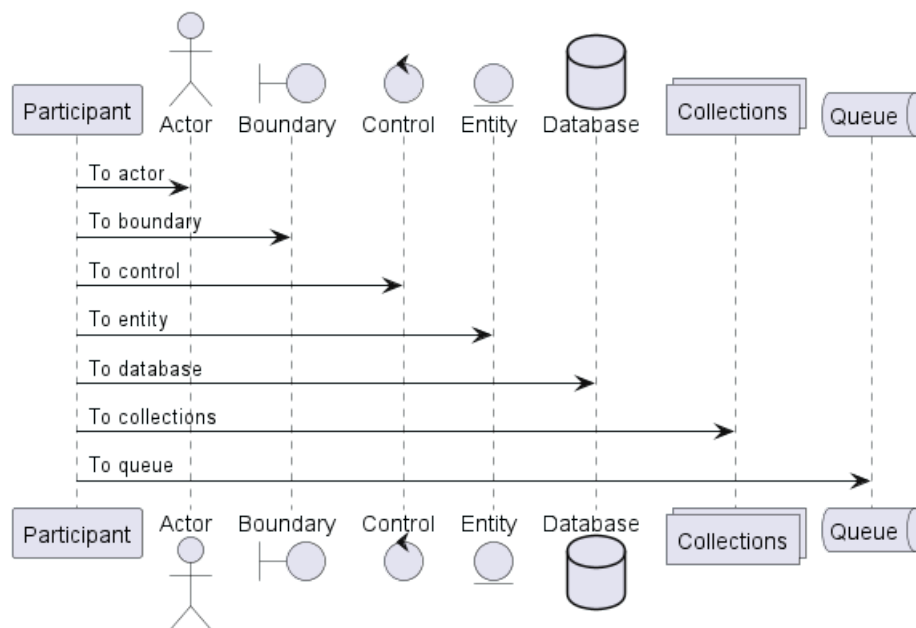 Participant
Actor
Boundary
Control
Entity
Database
Collections
Queue
To actor
To boundary
To control
To entity
To database
To collections
To queue
Participant
Actor
Boundary
Control
Entity
Database
Collections
Queue